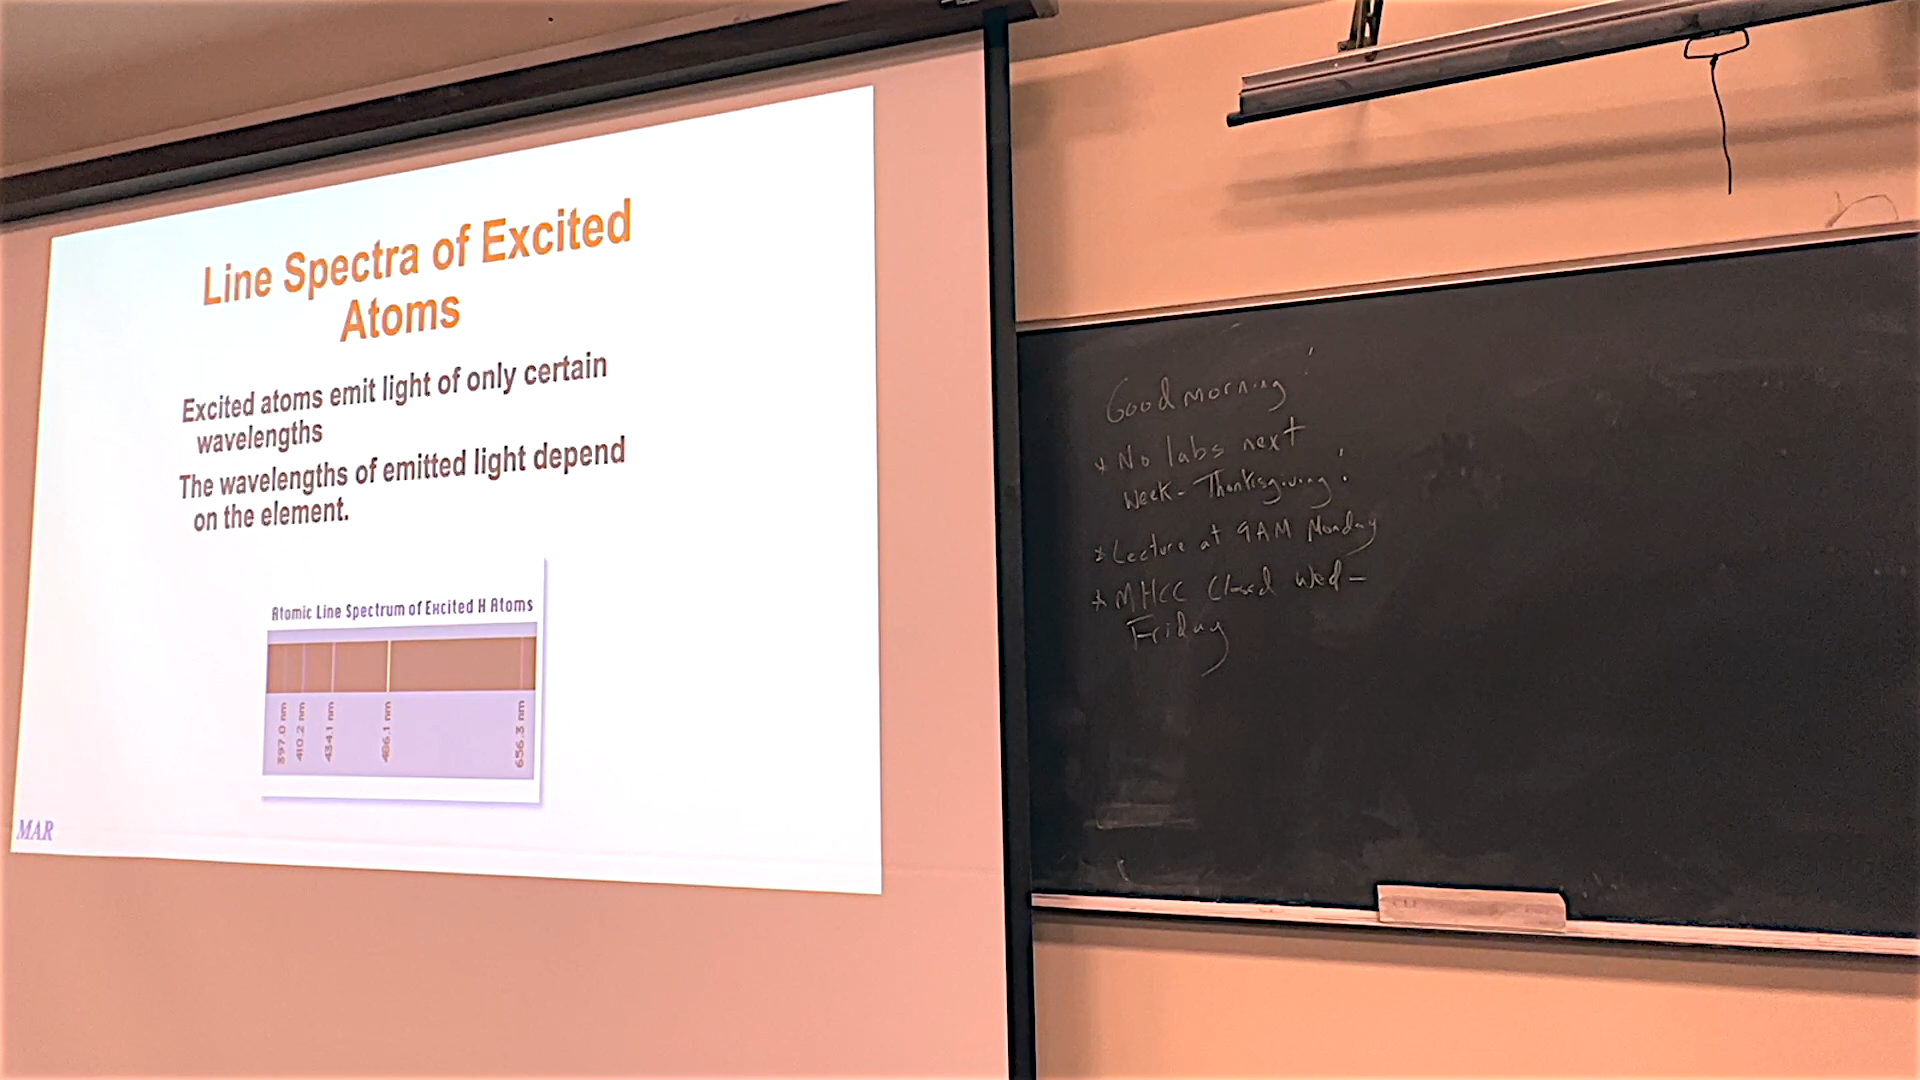 Line Spectra of Excited
Atoms
Excited atoms emit light of only certain
wavelengths
The wavelengths of emitted light depend
on the element.
Atomic Line Spectrum of Excited H Atoms
397.0 nm
410.2 nm
434.1 nm
486.1 nm
656.3 nm
MAR
Good morning!
* No labs next
week - Thanksgiving!
* Lecture at 9AM Monday
* MHCC Closed Wed -
Friday